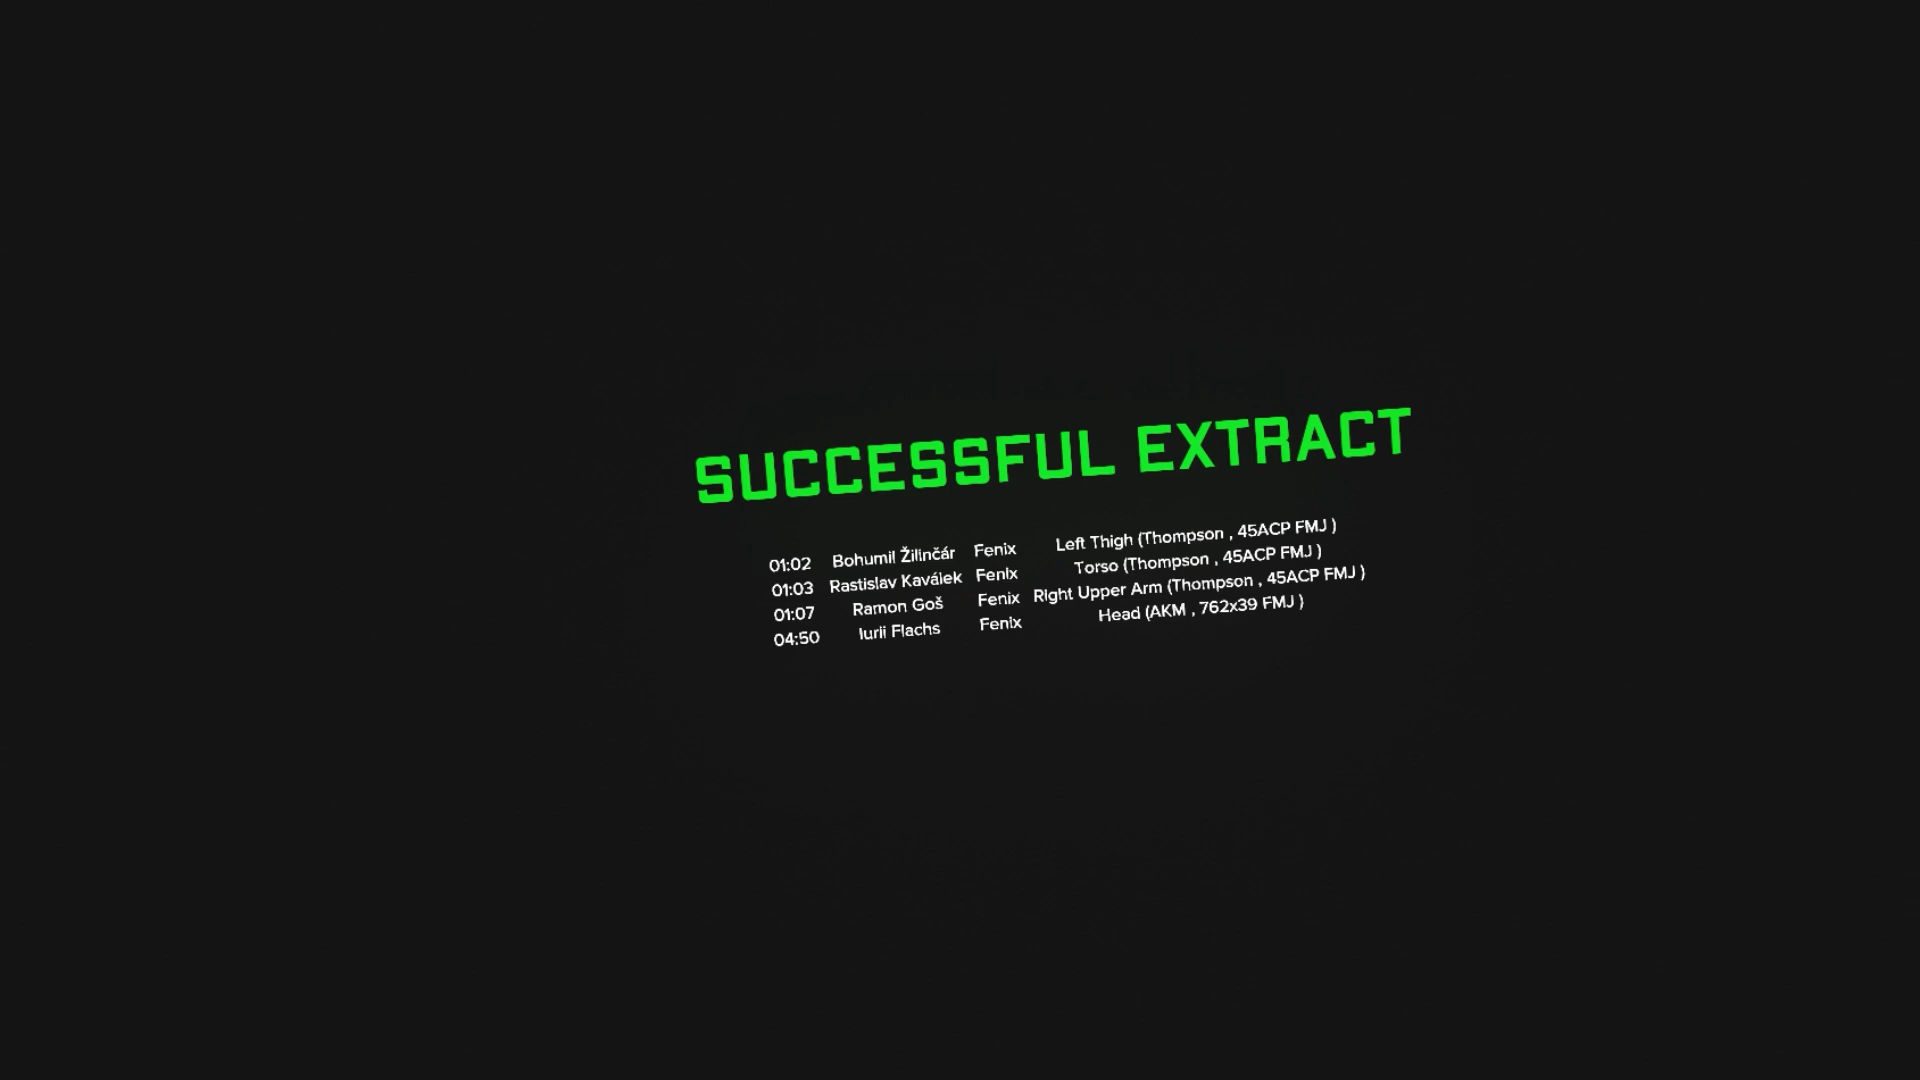 SUCCESSFUL EXTRACT
01:02 Bohumil Žilinčár Fenix Left Thigh (Thompson , 45ACP FMJ )
01:03 Rastislav Kaválek Fenix Torso (Thompson , 45ACP FMJ )
01:07 Ramon Goš Fenix Right Upper Arm (Thompson , 45ACP FMJ )
04:50 Iurii Flachs Fenix Head (AKM , 762x39 FMJ )